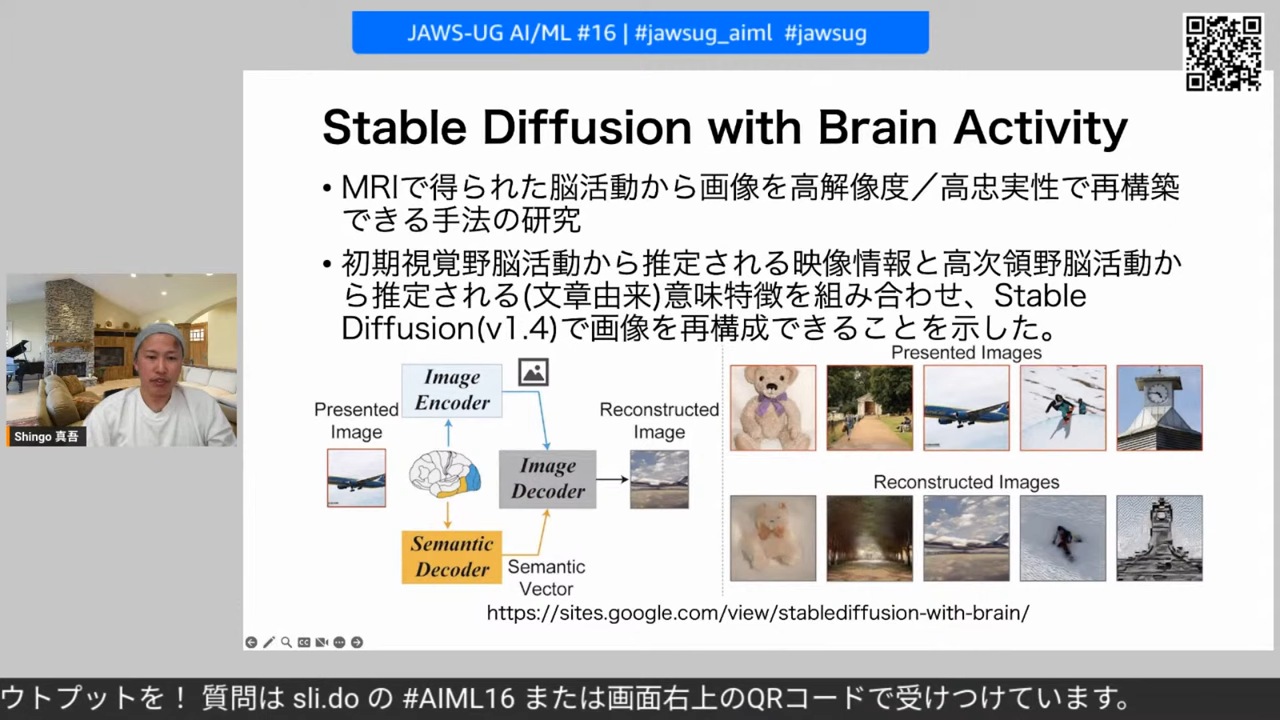 JAWS-UG AI/ML #16 | #jawsug_aiml #jawsug
Stable Diffusion with Brain Activity
• MRIで得られた脳活動から画像を高解像度／高忠実性で再構築
できる手法の研究
• 初期視覚野脳活動から推定される映像情報と高次領野脳活動か
ら推定される(文章由来)意味特徴を組み合わせ、Stable
Diffusion(v1.4)で画像を再構成できることを示した。
Presented
Image
Image
Encoder
Image
Decoder
Semantic
Decoder
Semantic
Vector
Reconstructed
Image
Presented Images
Reconstructed Images
https://sites.google.com/view/stablediffusion-with-brain/
Shingo 真吾
ウトプットを！ 質問は sli.do の #AIML16 または画面右上のQRコードで受けつけています。